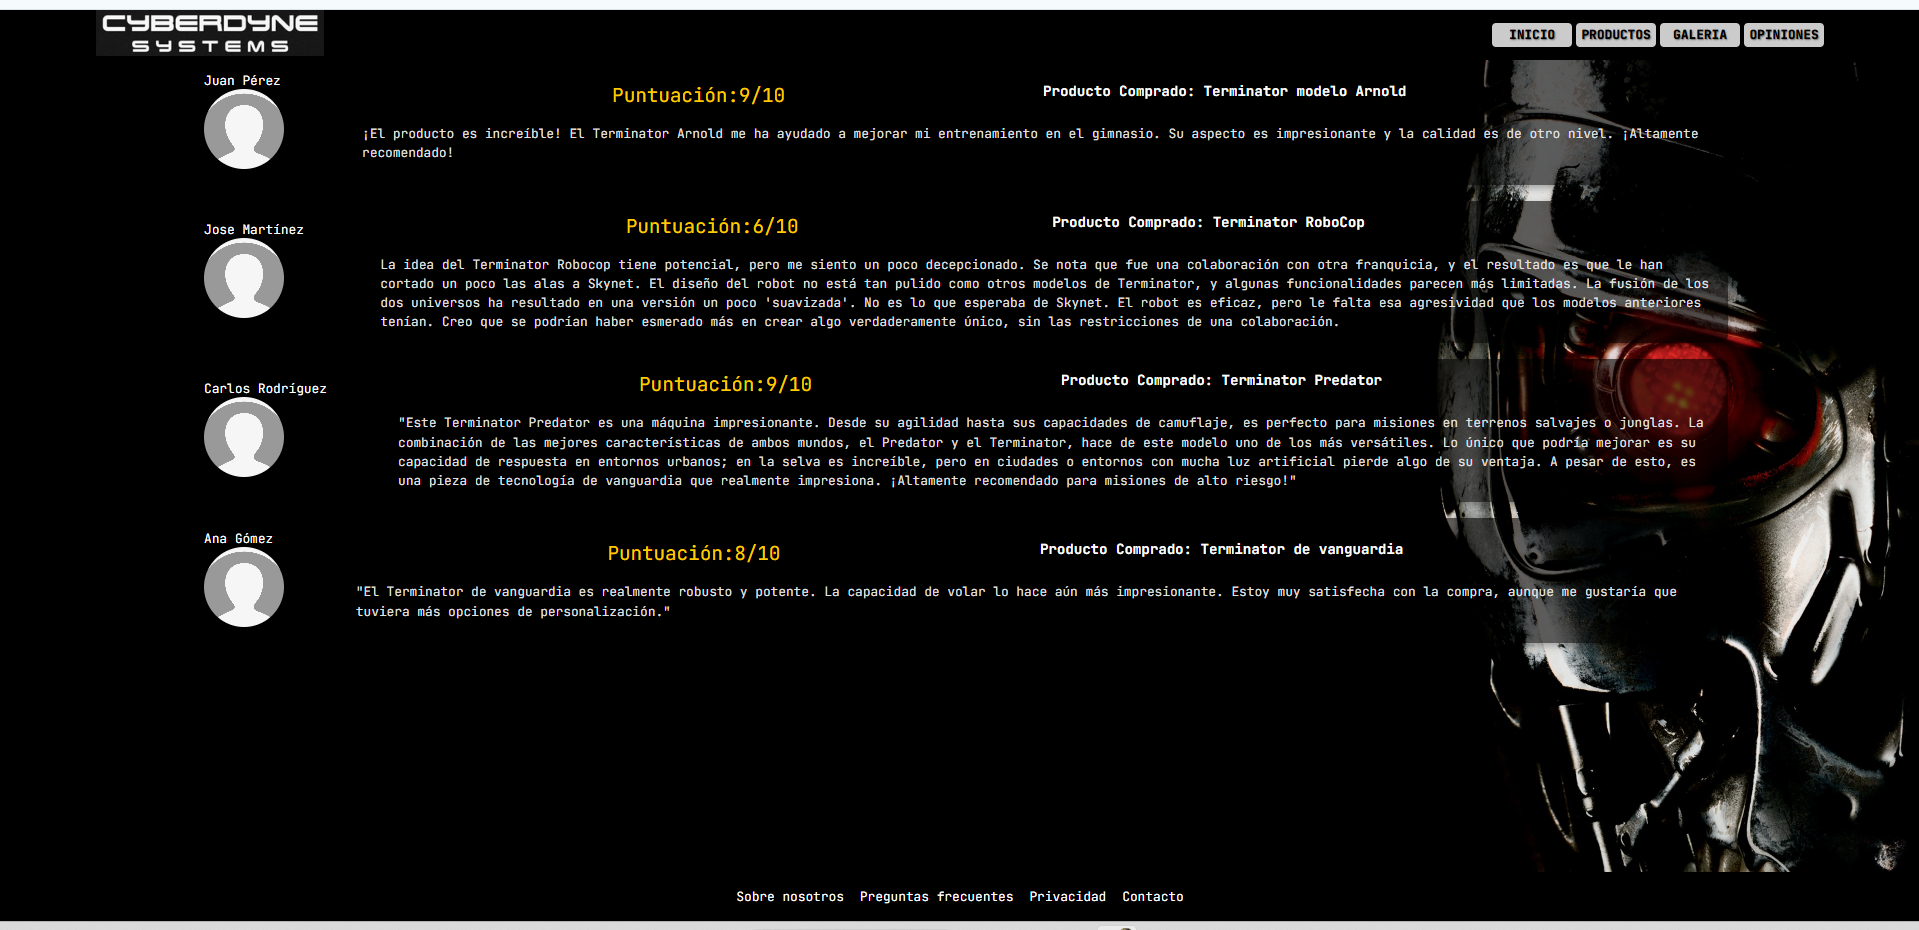 CYBERDYNE
SYSTEMS
INICIO PRODUCTOS GALERIA OPINIONES
Juan Pérez
Puntuación:9/10
Producto Comprado: Terminator modelo Arnold
¡El producto es increíble! El Terminator Arnold me ha ayudado a mejorar mi entrenamiento en el gimnasio. Su aspecto es impresionante y la calidad es de otro nivel. ¡Altamente
recomendado!
Jose Martínez
Puntuación:6/10
Producto Comprado: Terminator RoboCop
La idea del Terminator Robocop tiene potencial, pero me siento un poco decepcionado. Se nota que fue una colaboración con otra franquicia, y el resultado es que le han
cortado un poco las alas a Skynet. El diseño del robot no está tan pulido como otros modelos de Terminator, y algunas funcionalidades parecen más limitadas. La fusión de los
dos universos ha resultado en una versión un poco 'suavizada'. No es lo que esperaba de Skynet. El robot es eficaz, pero le falta esa agresividad que los modelos anteriores
tenían. Creo que se podrían haber esmerado más en crear algo verdaderamente único, sin las restricciones de una colaboración.
Carlos Rodríguez
Puntuación:9/10
Producto Comprado: Terminator Predator
"Este Terminator Predator es una máquina impresionante. Desde su agilidad hasta sus capacidades de camuflaje, es perfecto para misiones en terrenos salvajes o junglas. La
combinación de las mejores características de ambos mundos, el Predator y el Terminator, hace de este modelo uno de los más versátiles. Lo único que podría mejorar es su
capacidad de respuesta en entornos urbanos; en la selva es increíble, pero en ciudades o entornos con mucha luz artificial pierde algo de su ventaja. A pesar de esto, es
una pieza de tecnología de vanguardia que realmente impresiona. ¡Altamente recomendado para misiones de alto riesgo!"
Ana Gómez
Puntuación:8/10
Producto Comprado: Terminator de vanguardia
"El Terminator de vanguardia es realmente robusto y potente. La capacidad de volar lo hace aún más impresionante. Estoy muy satisfecha con la compra, aunque me gustaría que
tuviera más opciones de personalización."
Sobre nosotros Preguntas frecuentes Privacidad Contacto